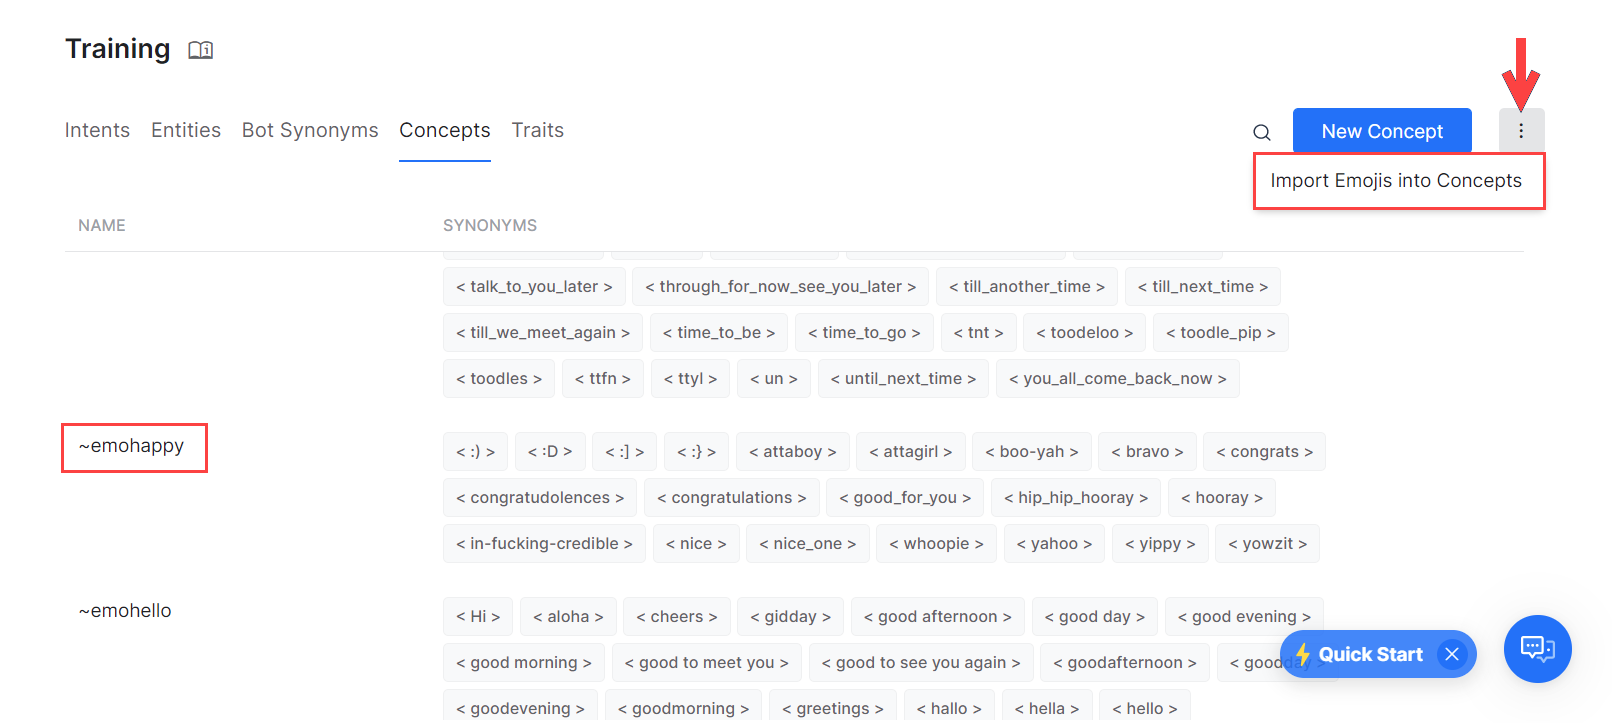 Training
Intents Entities Bot Synonyms Concepts Traits New Concept
Import Emojis into Concepts
NAME SYNONYMS
< talk_to_you_later > < through_for_now_see_you_later > < till_another_time > < till_next_time >
< till_we_meet_again > < time_to_be > < time_to_go > < tnt > < toodeloo > < toodle_pip >
< toodles > < ttfn > < ttyl > < un > < until_next_time > < you_all_come_back_now >
~emohappy < :) > < :D > < :] > < :} > < attaboy > < attagirl > < boo-yah > < bravo > < congrats >
< congratudolences > < congratulations > < good_for_you > < hip_hip_hooray > < hooray >
< in-fucking-credible > < nice > < nice_one > < whoopie > < yahoo > < yippy > < yowzit >
~emohello < Hi > < aloha > < cheers > < gidday > < good afternoon > < good day > < good evening >
< good morning > < good to meet you > < good to see you again > < goodafternoon > < goodday >
Quick Start
< goodevening > < goodmorning > < greetings > < hallo > < hella > < hello >